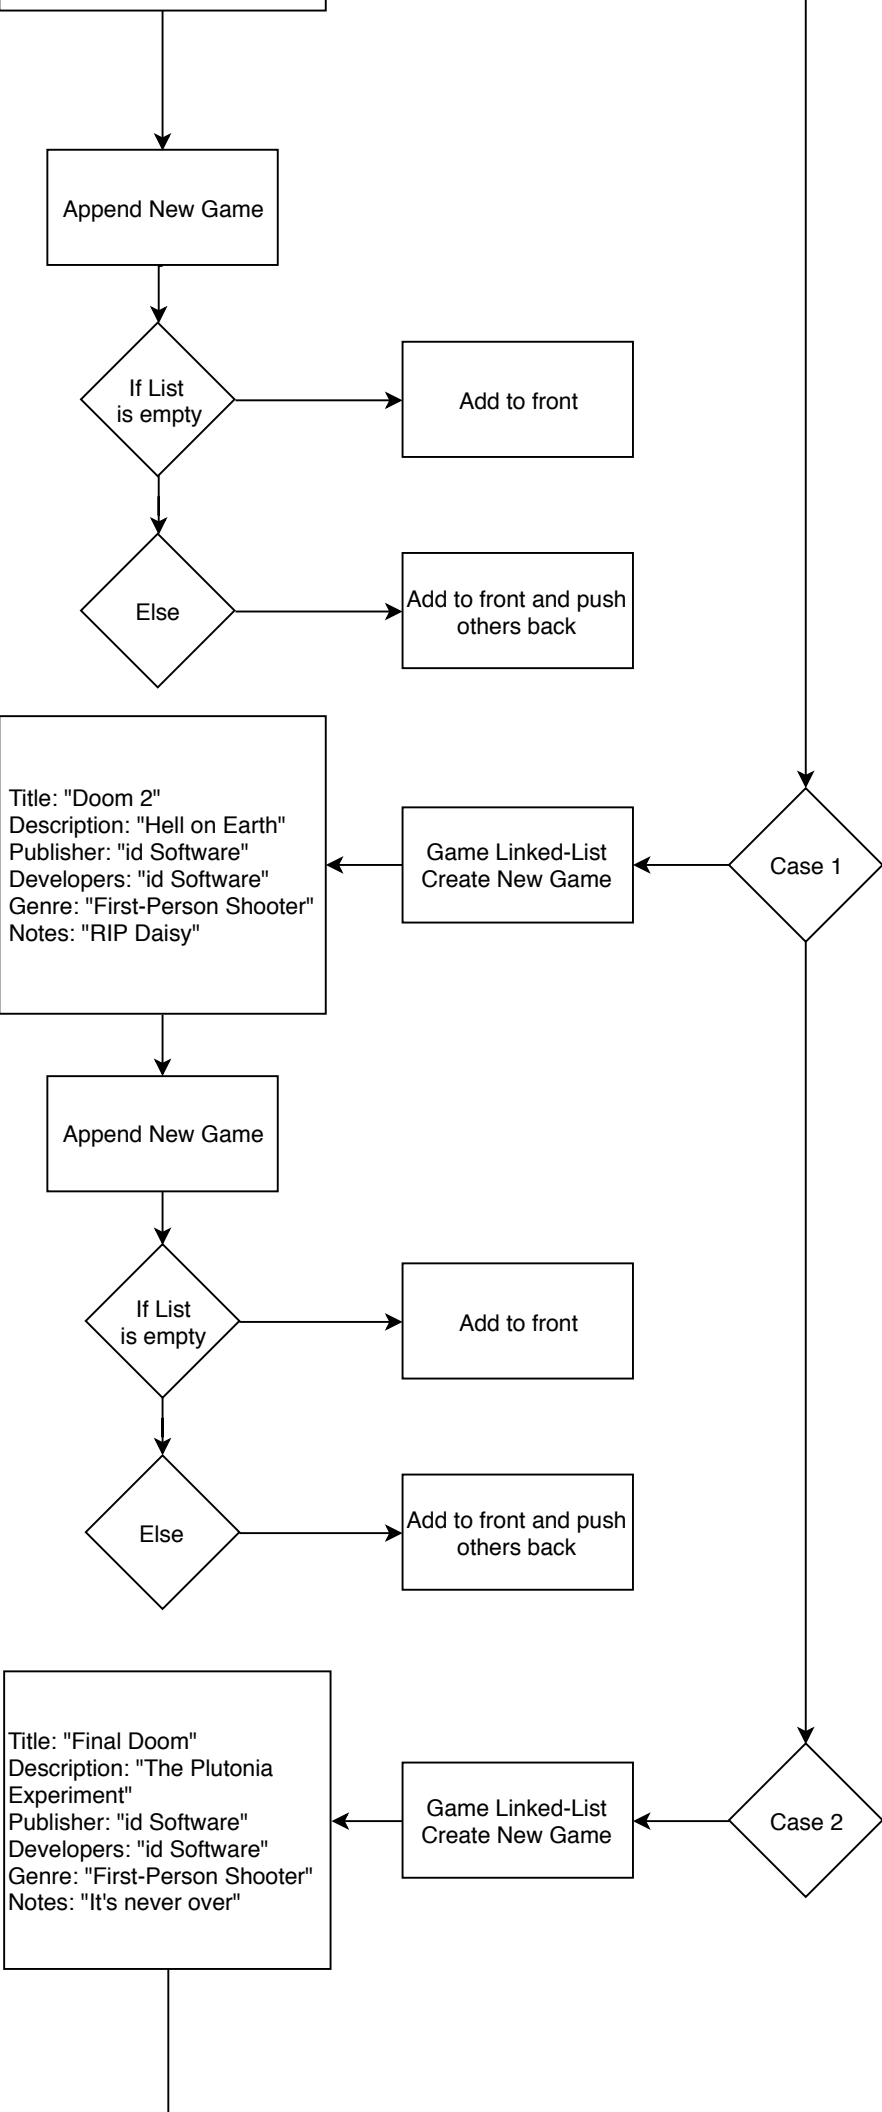 Append New Game
If List
is empty
Add to front
Else
Add to front and push
others back
Title: "Doom 2"
Description: "Hell on Earth"
Publisher: "id Software"
Developers: "id Software"
Genre: "First-Person Shooter"
Notes: "RIP Daisy"
Game Linked-List
Create New Game
Case 1
Append New Game
If List
is empty
Add to front
Else
Add to front and push
others back
Title: "Final Doom"
Description: "The Plutonia
Experiment"
Publisher: "id Software"
Developers: "id Software"
Genre: "First-Person Shooter"
Notes: "It's never over"
Game Linked-List
Create New Game
Case 2